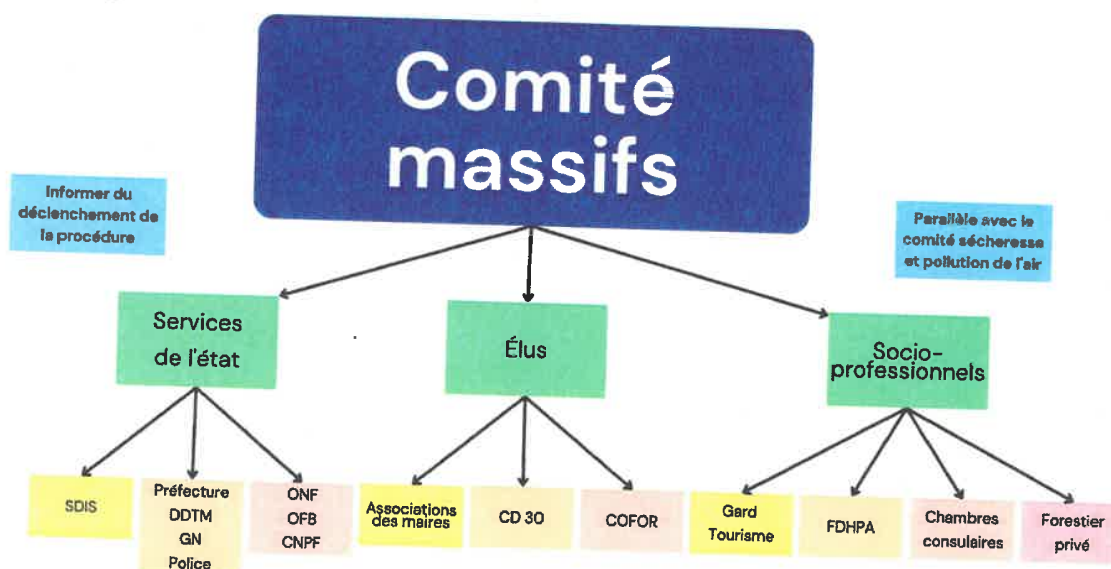 Comité
massifs
Informer du
déclenchement de
la procédure
Parallèle avec le
comité sécheresse
et pollution de l'air
Services
de l'état
Élus
Socio-
professionnels
SDIS
Préfecture
DDTM
GN
Police
ONF
OFB
CNPF
Associations
des maires
CD 30
COFOR
Gard
Tourisme
FDHPA
Chambres
consulaires
Forestier
privé